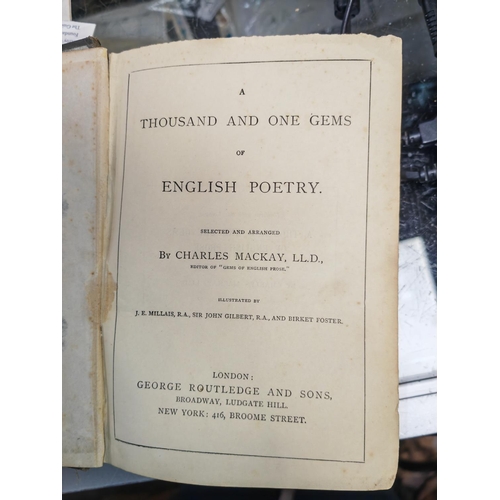 A
THOUSAND AND ONE GEMS
OF
ENGLISH POETRY.
SELECTED AND ARRANGED
BY CHARLES MACKAY, LL.D.,
EDITOR OF "GEMS OF ENGLISH PROSE."
ILLUSTRATED BY
J. E. MILLAIS, R.A., SIR JOHN GILBERT, R.A., AND BIRKET FOSTER.
LONDON:
GEORGE ROUTLEDGE AND SONS,
BROADWAY, LUDGATE HILL.
NEW YORK: 416, BROOME STREET.